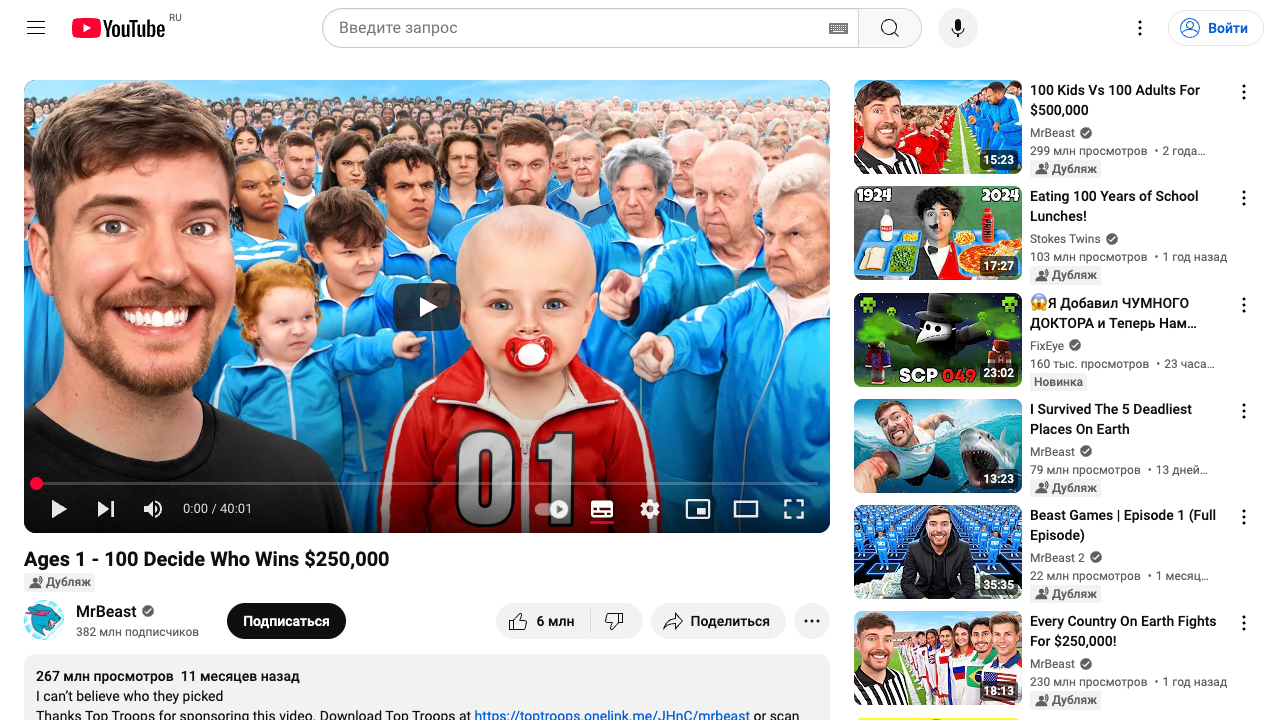 YouTube RU
Введите запрос
Войти
01
0:00 / 40:01
Ages 1 - 100 Decide Who Wins $250,000
Дубляж
MrBeast
382 млн подписчиков
Подписаться
6 млн
Поделиться
267 млн просмотров 11 месяцев назад
I can't believe who they picked
Thanks Top Troops for sponsoring this video. Download Top Troops at https://toptroops.onelink.me/JHnC/mrbeast or scan
15:23
100 Kids Vs 100 Adults For
$500,000
MrBeast
299 млн просмотров • 2 года…
Дубляж
1924 2024
17:27
Eating 100 Years of School
Lunches!
Stokes Twins
103 млн просмотров • 1 год назад
Дубляж
SCP 049
23:02
😱Я Добавил ЧУМНОГО
ДОКТОРА и Теперь Нам…
FixEye
160 тыс. просмотров • 23 часа…
Новинка
13:23
I Survived The 5 Deadliest
Places On Earth
MrBeast
79 млн просмотров • 13 дней…
Дубляж
35:35
Beast Games | Episode 1 (Full
Episode)
MrBeast 2
22 млн просмотров • 1 месяц…
Дубляж
18:13
Every Country On Earth Fights
For $250,000!
MrBeast
230 млн просмотров • 1 год назад
Дубляж